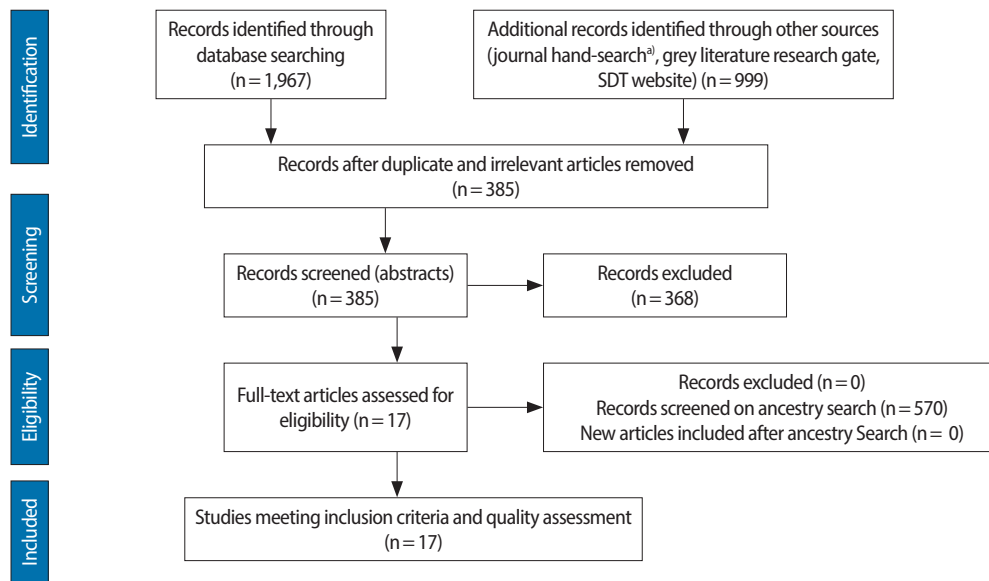 Identification
Records identified through
database searching
(n = 1,967)
Additional records identified through other sources
(journal hand-searchᵃ⁾, grey literature research gate,
SDT website) (n = 999)
Records after duplicate and irrelevant articles removed
(n = 385)
Screening
Records screened (abstracts)
(n = 385)
Records excluded
(n = 368)
Eligibility
Full-text articles assessed for
eligibility (n = 17)
Records excluded (n = 0)
Records screened on ancestry search (n = 570)
New articles included after ancestry Search (n = 0)
Included
Studies meeting inclusion criteria and quality assessment
(n = 17)